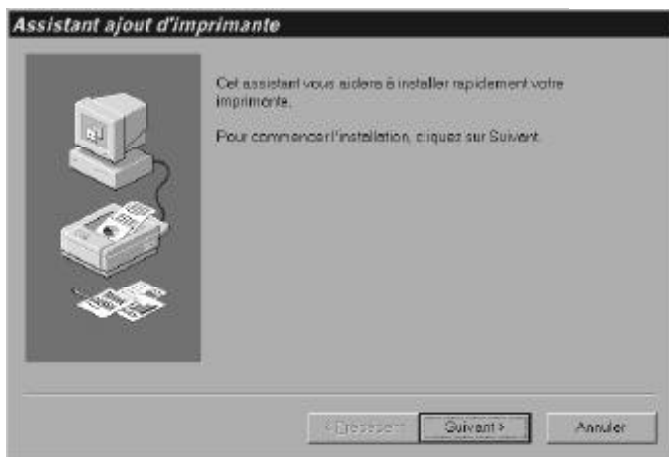 Assistant ajout d'imprimante
Cet assistant vous aidera à installer rapidement votre
imprimante.
Pour commencer l'installation, cliquez sur Suivant.
< Précédent
Suivant >
Annuler